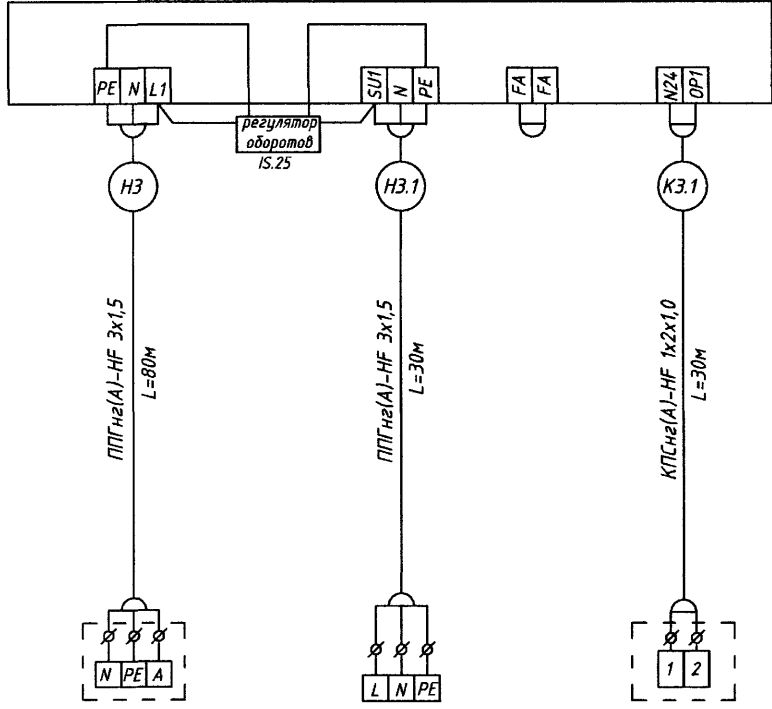 PE N L1
SU1 N PE
FA FA
N24 OP1
регулятор
оборотов
IS.25
Н3
Н3.1
К3.1
ППГнг(А)-HF 3х1,5
L=80м
ППГнг(А)-HF 3х1,5
L=30м
КПСнг(А)-HF 1х2х1,0
L=30м
N PE A
L N PE
1 2